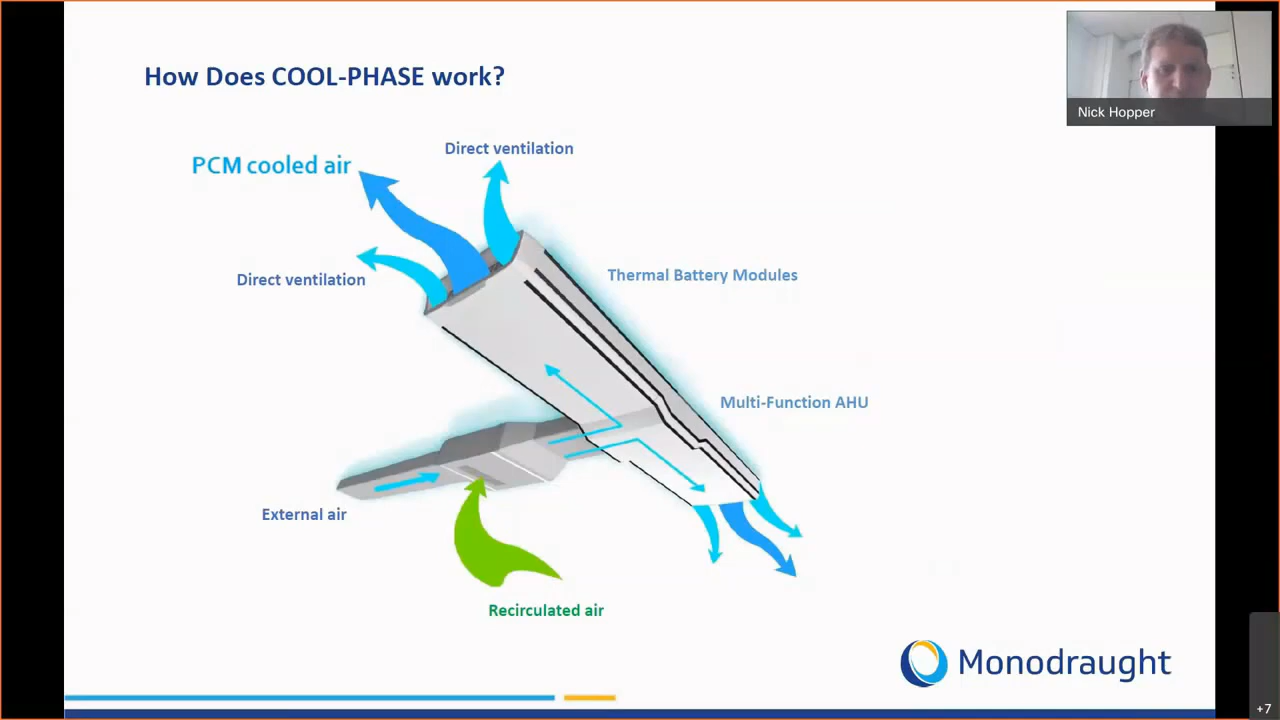 How Does COOL-PHASE work?
Nick Hopper
Direct ventilation
PCM cooled air
Thermal Battery Modules
Direct ventilation
Multi-Function AHU
External air
Recirculated air
Monodraught
+7